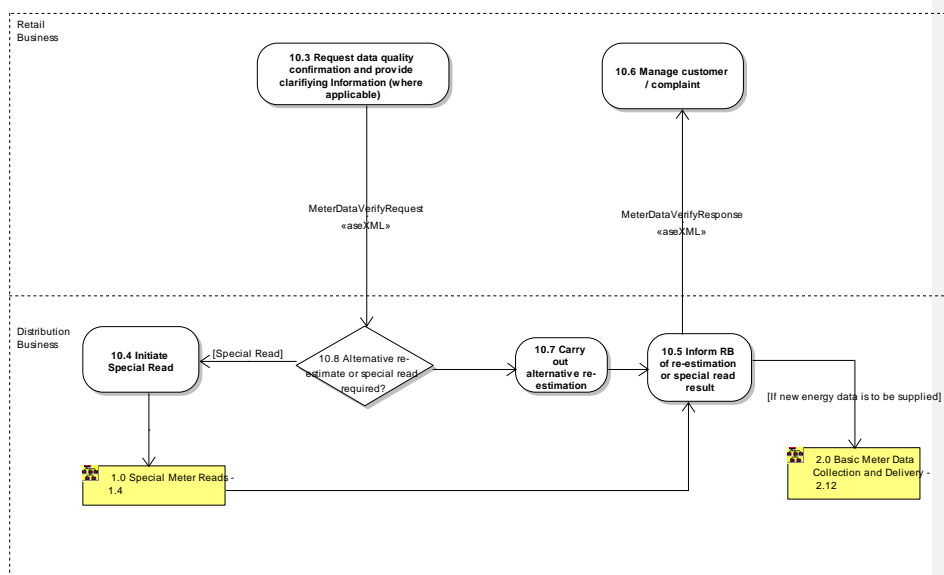 Retail
Business
10.3 Request data quality
confirmation and provide
clarifiying Information (where
applicable)
10.6 Manage customer
/ complaint
MeterDataVerifyRequest
«aseXML»
MeterDataVerifyResponse
«aseXML»
Distribution
Business
10.4 Initiate
Special Read
[Special Read]
10.8 Alternative re-
estimate or special read
required?
10.7 Carry
out
alternative re-
estimation
10.5 Inform RB
of re-estimation
or special read
result
[If new energy data is to be supplied]
1.0 Special Meter Reads -
1.4
2.0 Basic Meter Data
Collection and Delivery -
2.12